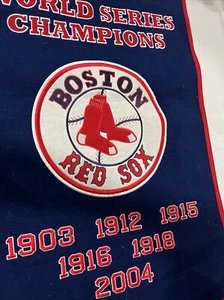 WORLD SERIES
CHAMPIONS
BOSTON
RED SOX
1903 1912 1915
1916 1918
2004